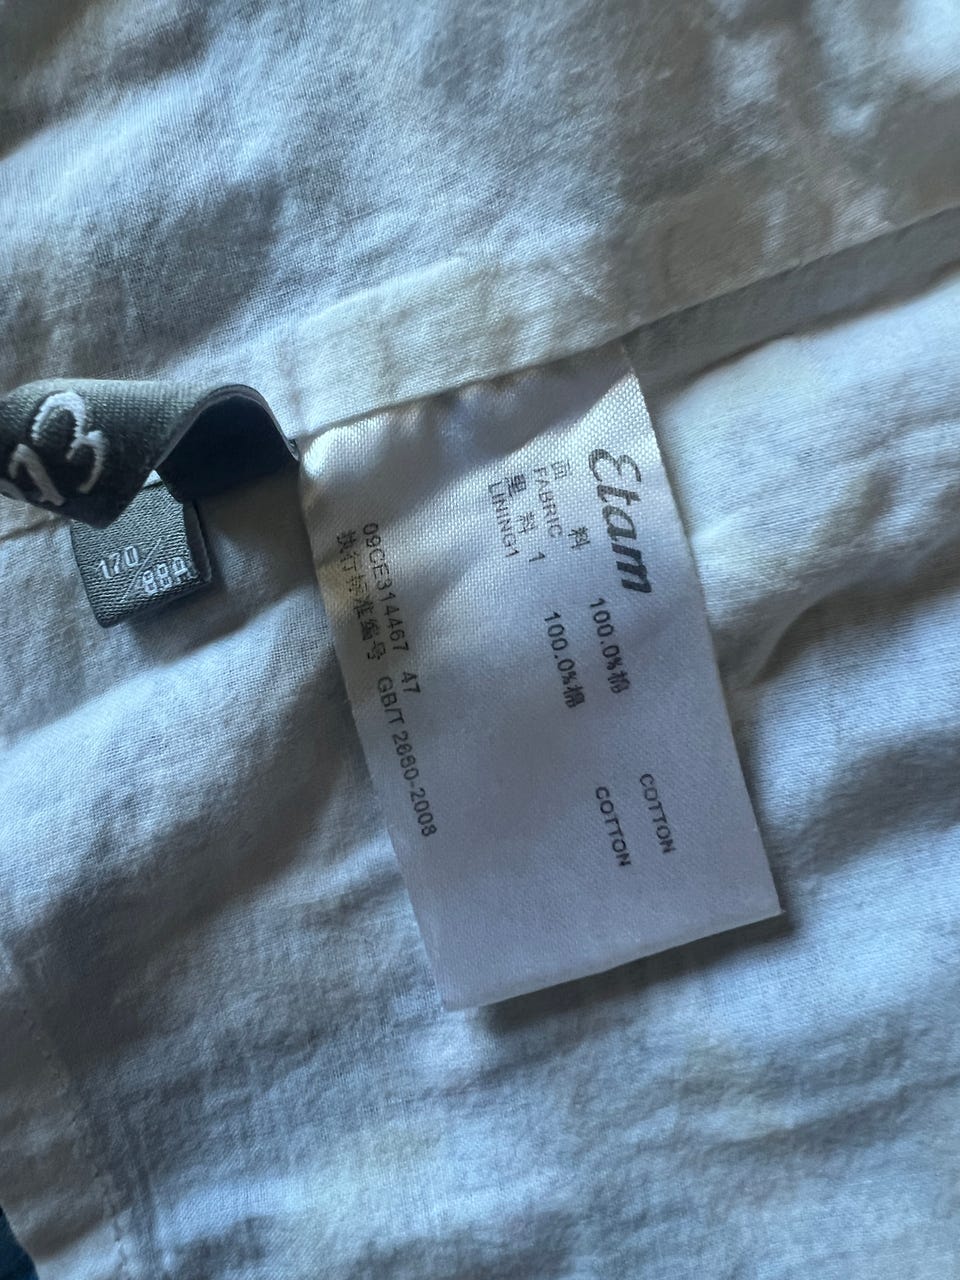 Etam
面 料 100.0%棉 COTTON
FABRIC
里 料 1 100.0%棉 COTTON
LINING1
09CE314467 47
执行标准编号 GB/T 2660-2008
170/88A